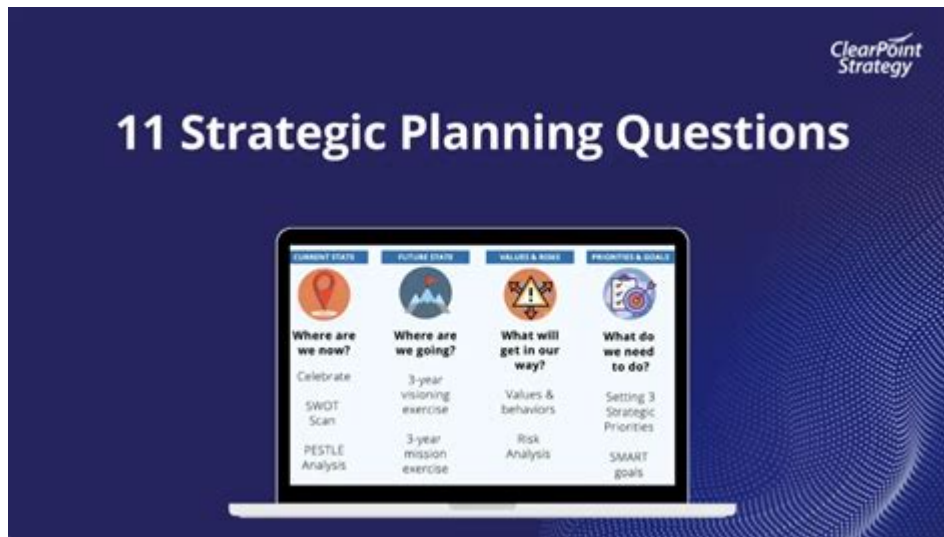 ClearPoint
Strategy
11 Strategic Planning Questions
CURRENT STATE
Where are
we now?
Celebrate
SWOT
Scan
PESTLE
Analysis
FUTURE STATE
Where are
we going?
3-year
visioning
exercise
3-year
mission
exercise
VALUES & RISKS
What will
get in our
way?
Values &
behaviors
Risk
Analysis
PRIORITIES & GOALS
What do
we need
to do?
Setting 3
Strategic
Priorities
SMART
goals